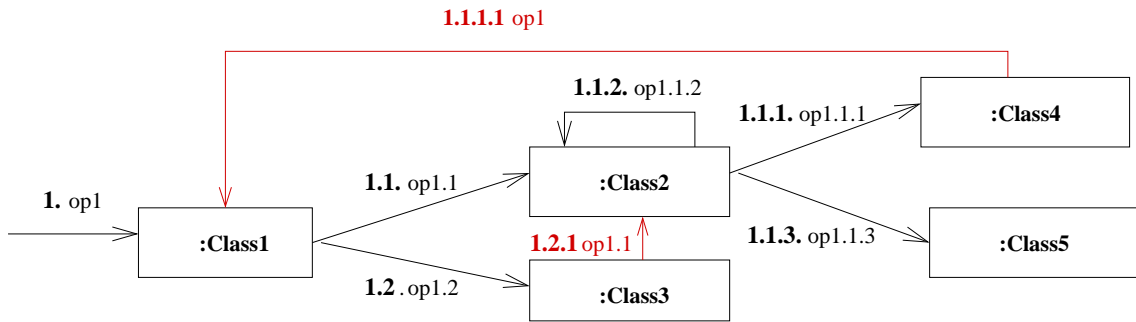 1.1.1.1 op1
1.1.2. op1.1.2
1.1.1. op1.1.1
:Class4
1. op1
1.1. op1.1
:Class2
:Class1
1.2.1 op1.1
1.1.3. op1.1.3
:Class5
1.2 . op1.2
:Class3